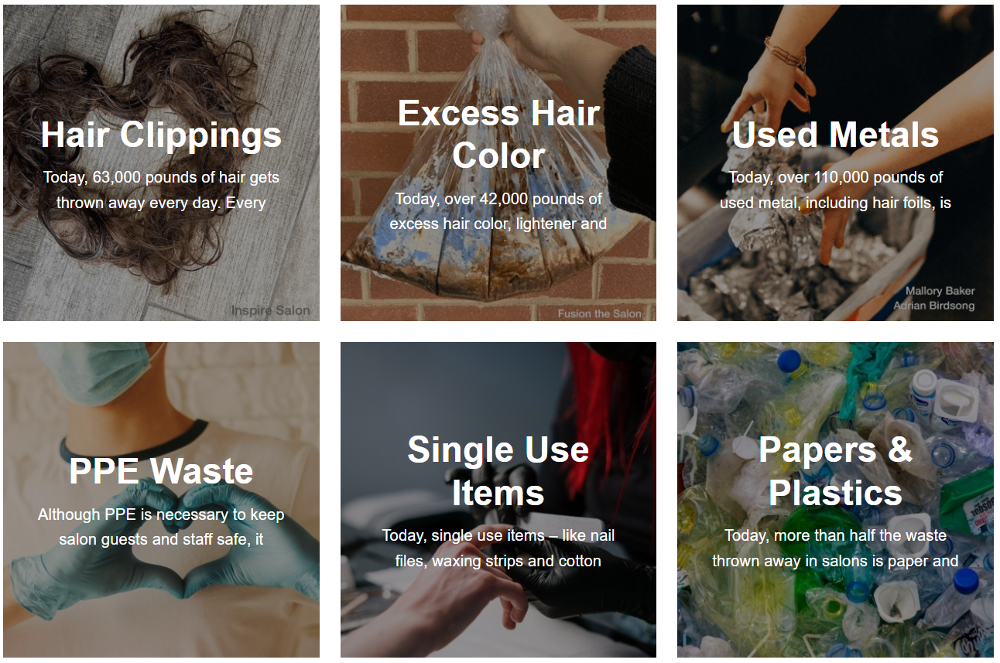 Hair Clippings
Today, 63,000 pounds of hair gets
thrown away every day. Every
Inspire Salon
Excess Hair
Color
Today, over 42,000 pounds of
excess hair color, lightener and
Fusion the Salon
Used Metals
Today, over 110,000 pounds of
used metal, including hair foils, is
Mallory Baker
Adrian Birdsong
PPE Waste
Although PPE is necessary to keep
salon guests and staff safe, it
Single Use
Items
Today, single use items – like nail
files, waxing strips and cotton
Papers &
Plastics
Today, more than half the waste
thrown away in salons is paper and